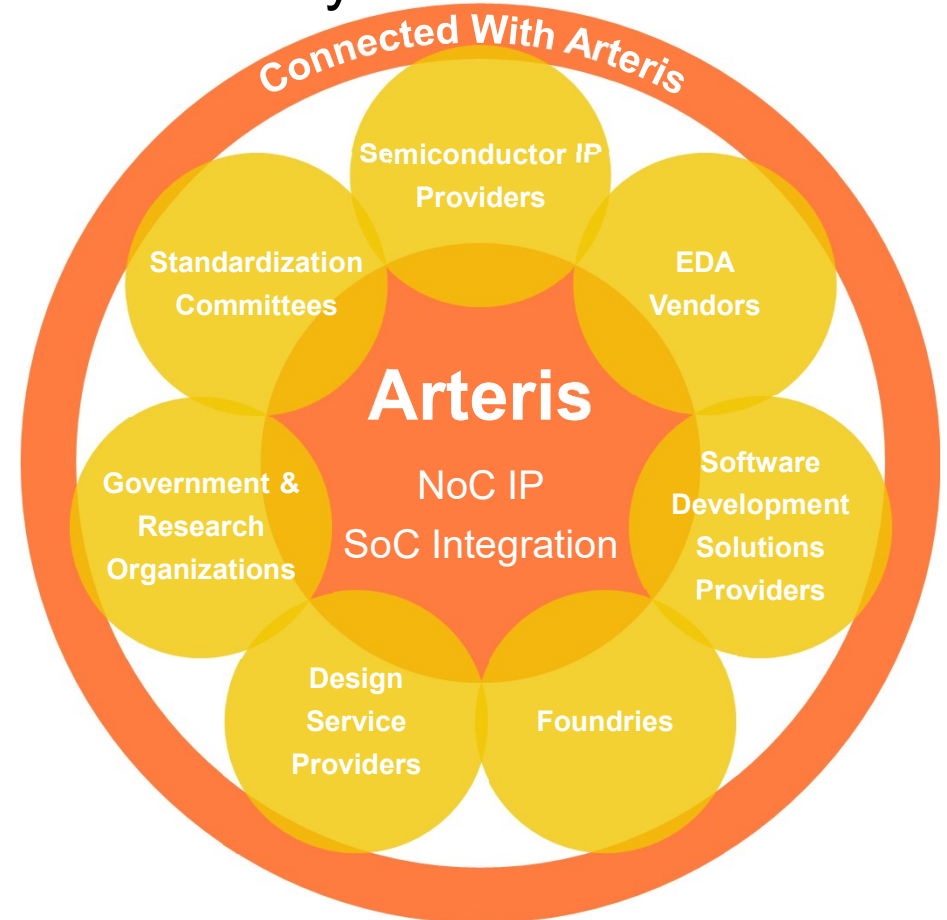 Connected With Arteris
Semiconductor IP
Providers
Standardization
Committees
EDA
Vendors
Arteris
NoC IP
SoC Integration
Government &
Research
Organizations
Software
Development
Solutions
Providers
Design
Service
Providers
Foundries